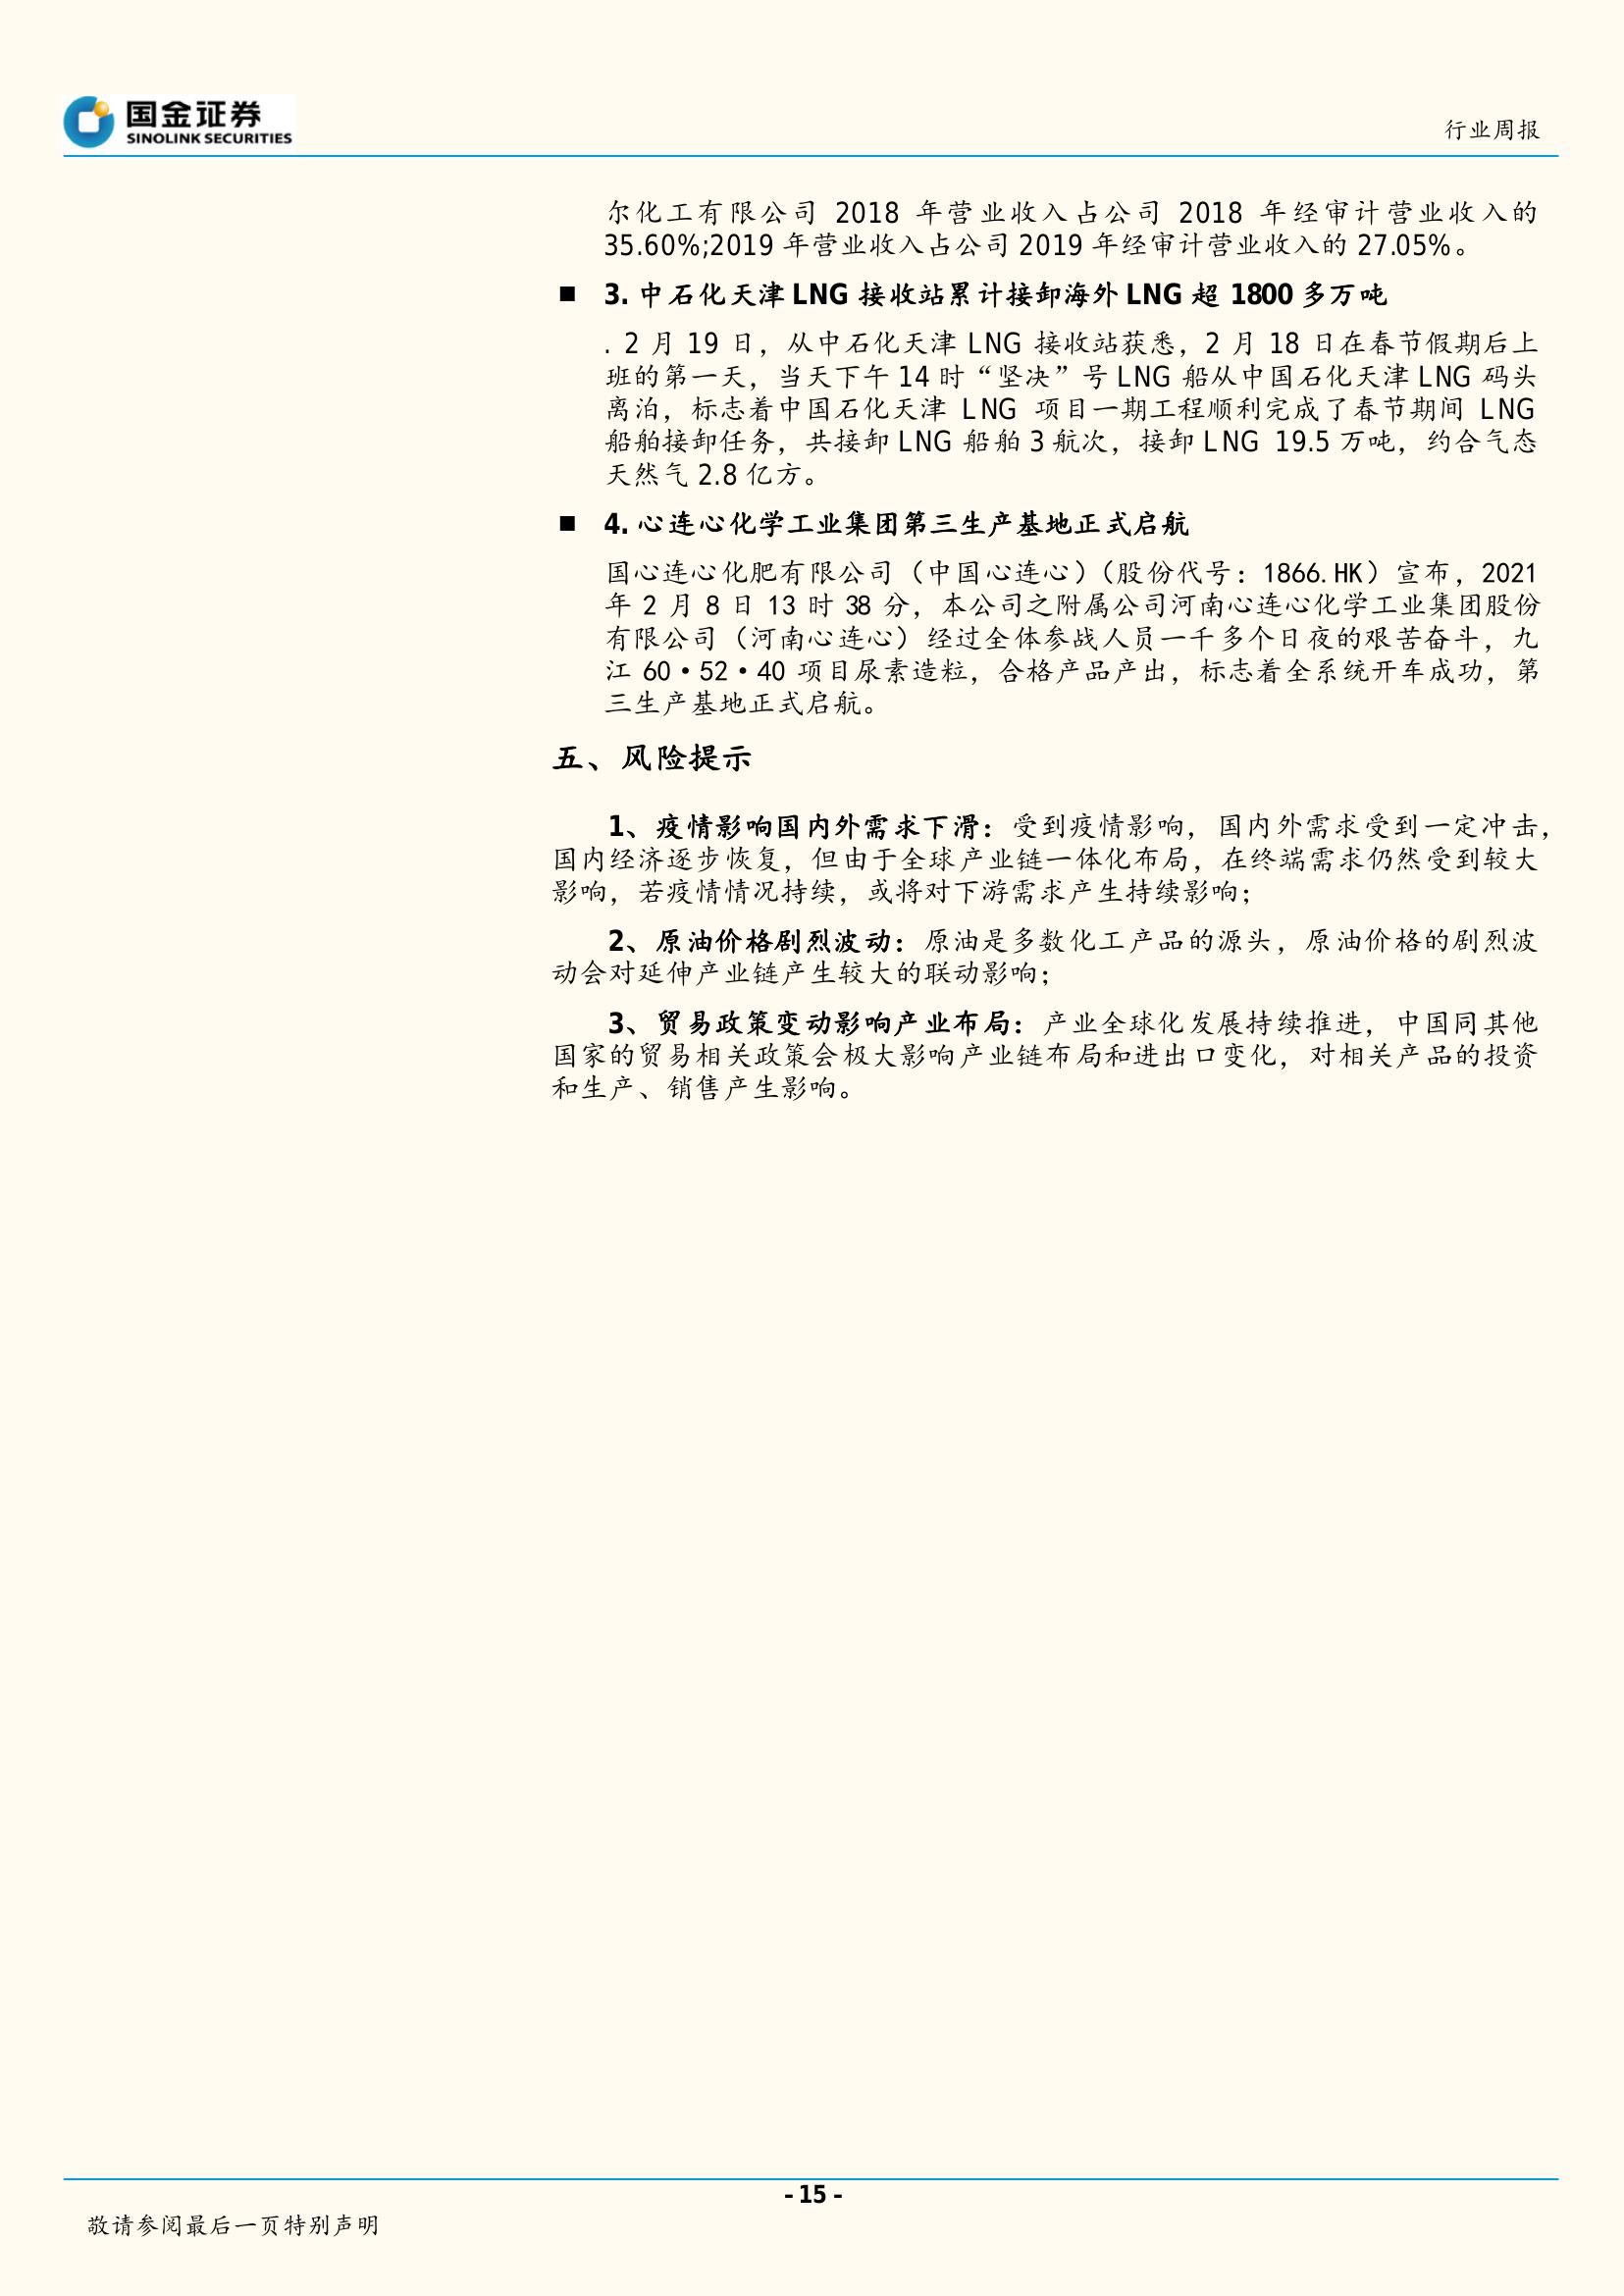 国金证券
SINOLINK SECURITIES
行业周报
尔化工有限公司 2018 年营业收入占公司 2018 年经审计营业收入的
35.60%;2019 年营业收入占公司 2019 年经审计营业收入的 27.05%。
■ 3. 中石化天津 LNG 接收站累计接卸海外 LNG 超 1800 多万吨
. 2 月 19 日，从中石化天津 LNG 接收站获悉，2 月 18 日在春节假期后上
班的第一天，当天下午 14 时“坚决”号 LNG 船从中国石化天津 LNG 码头
离泊，标志着中国石化天津 LNG 项目一期工程顺利完成了春节期间 LNG
船舶接卸任务，共接卸 LNG 船舶 3 航次，接卸 LNG 19.5 万吨，约合气态
天然气 2.8 亿方。
■ 4. 心连心化学工业集团第三生产基地正式启航
国心连心化肥有限公司（中国心连心）（股份代号：1866.HK）宣布，2021
年 2 月 8 日 13 时 38 分，本公司之附属公司河南心连心化学工业集团股份
有限公司（河南心连心）经过全体参战人员一千多个日夜的艰苦奋斗，九
江 60·52·40 项目尿素造粒，合格产品产出，标志着全系统开车成功，第
三生产基地正式启航。
五、风险提示
1、疫情影响国内外需求下滑：受到疫情影响，国内外需求受到一定冲击，
国内经济逐步恢复，但由于全球产业链一体化布局，在终端需求仍然受到较大
影响，若疫情情况持续，或将对下游需求产生持续影响；
2、原油价格剧烈波动：原油是多数化工产品的源头，原油价格的剧烈波
动会对延伸产业链产生较大的联动影响；
3、贸易政策变动影响产业布局：产业全球化发展持续推进，中国同其他
国家的贸易相关政策会极大影响产业链布局和进出口变化，对相关产品的投资
和生产、销售产生影响。
- 15 -
敬请参阅最后一页特别声明